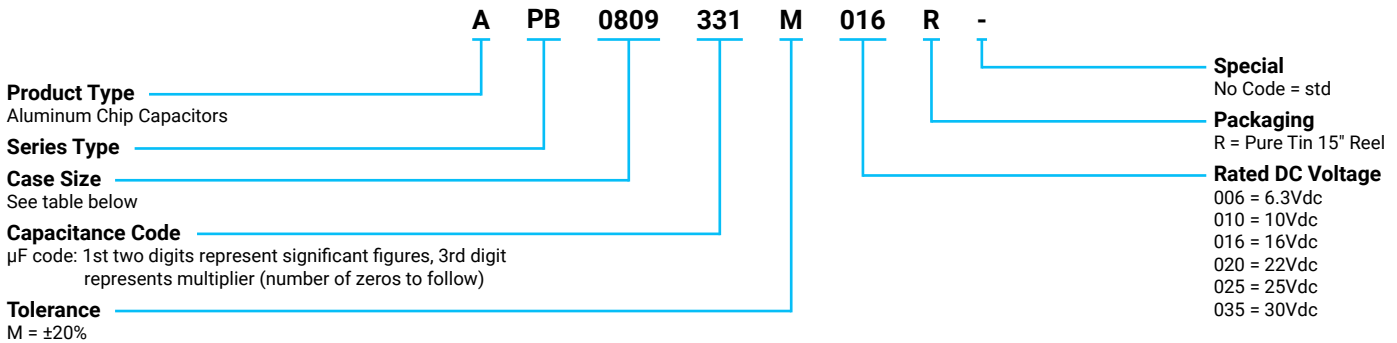 A PB 0809 331 M 016 R -
Product Type
Aluminum Chip Capacitors
Series Type
Case Size
See table below
Capacitance Code
µF code: 1st two digits represent significant figures, 3rd digit
represents multiplier (number of zeros to follow)
Tolerance
M = ±20%
Special
No Code = std
Packaging
R = Pure Tin 15" Reel
Rated DC Voltage
006 = 6.3Vdc
010 = 10Vdc
016 = 16Vdc
020 = 22Vdc
025 = 25Vdc
035 = 30Vdc